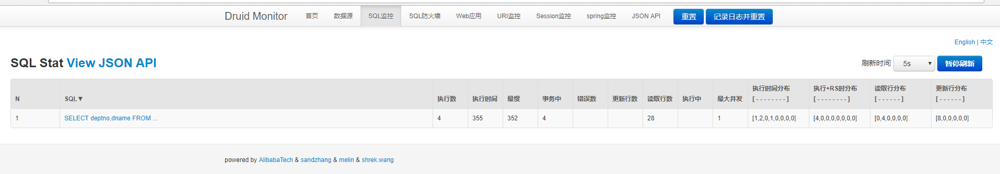 Druid Monitor 首页 数据源 SQL监控 SQL防火墙 Web应用 URI监控 Session监控 spring监控 JSON API 重置 记录日志并重置
English | 中文
SQL Stat View JSON API 刷新时间 5s 暂停刷新
N SQL▼ 执行数 执行时间 最慢 事务中 错误数 更新行数 读取行数 执行中 最大并发 执行时间分布 [ - - - - - - - - ] 执行+RS时分布 [ - - - - - - - - ] 读取行分布 [ - - - - - - ] 更新行分布 [ - - - - - - ]
1 SELECT deptno,dname FROM ... 4 355 352 4 28 1 [1,2,0,1,0,0,0,0] [4,0,0,0,0,0,0,0] [0,4,0,0,0,0] [8,0,0,0,0,0]
powered by AlibabaTech & sandzhang & melin & shrek.wang